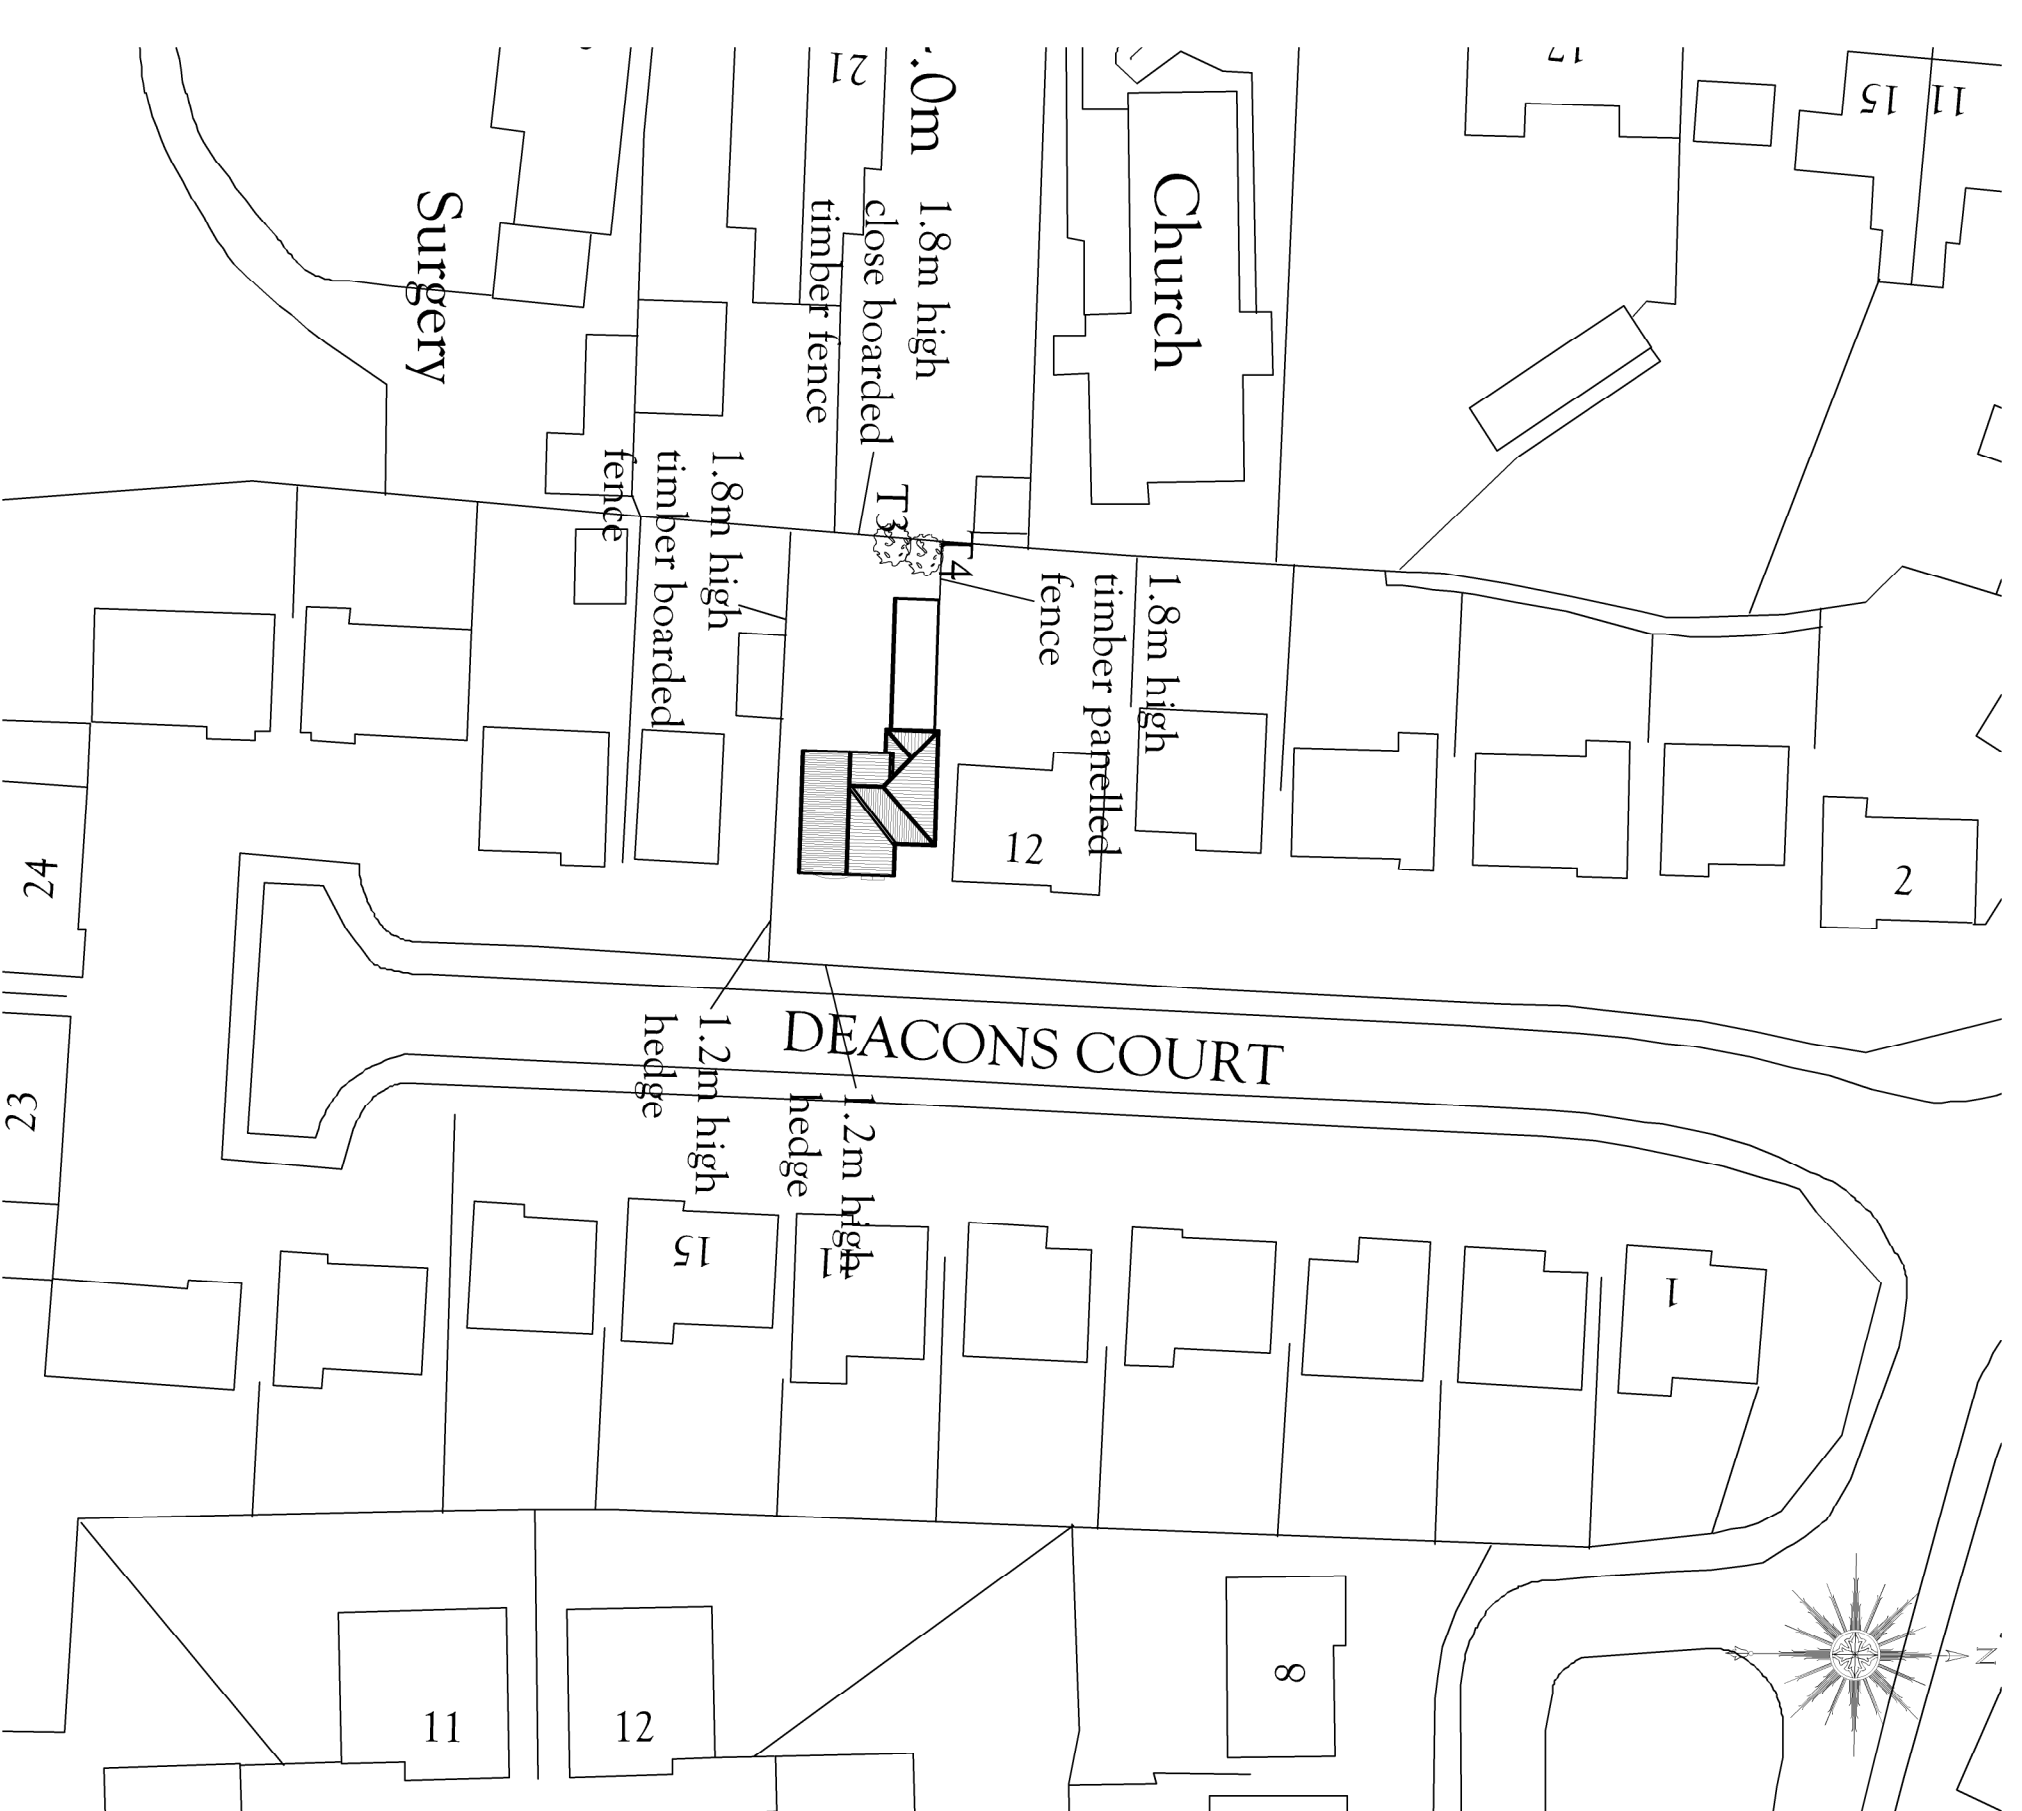 21
.0m
17
15
11
Surgery
Church
1.8m high
close boarded
timber fence
1.8m high
timber boarded
fence
T3
T4
1.8m high
timber panelled
fence
12
2
24
23
DEACONS COURT
1.2m high
hedge
1.2m high
hedge
15
14
1
11
12
8
N